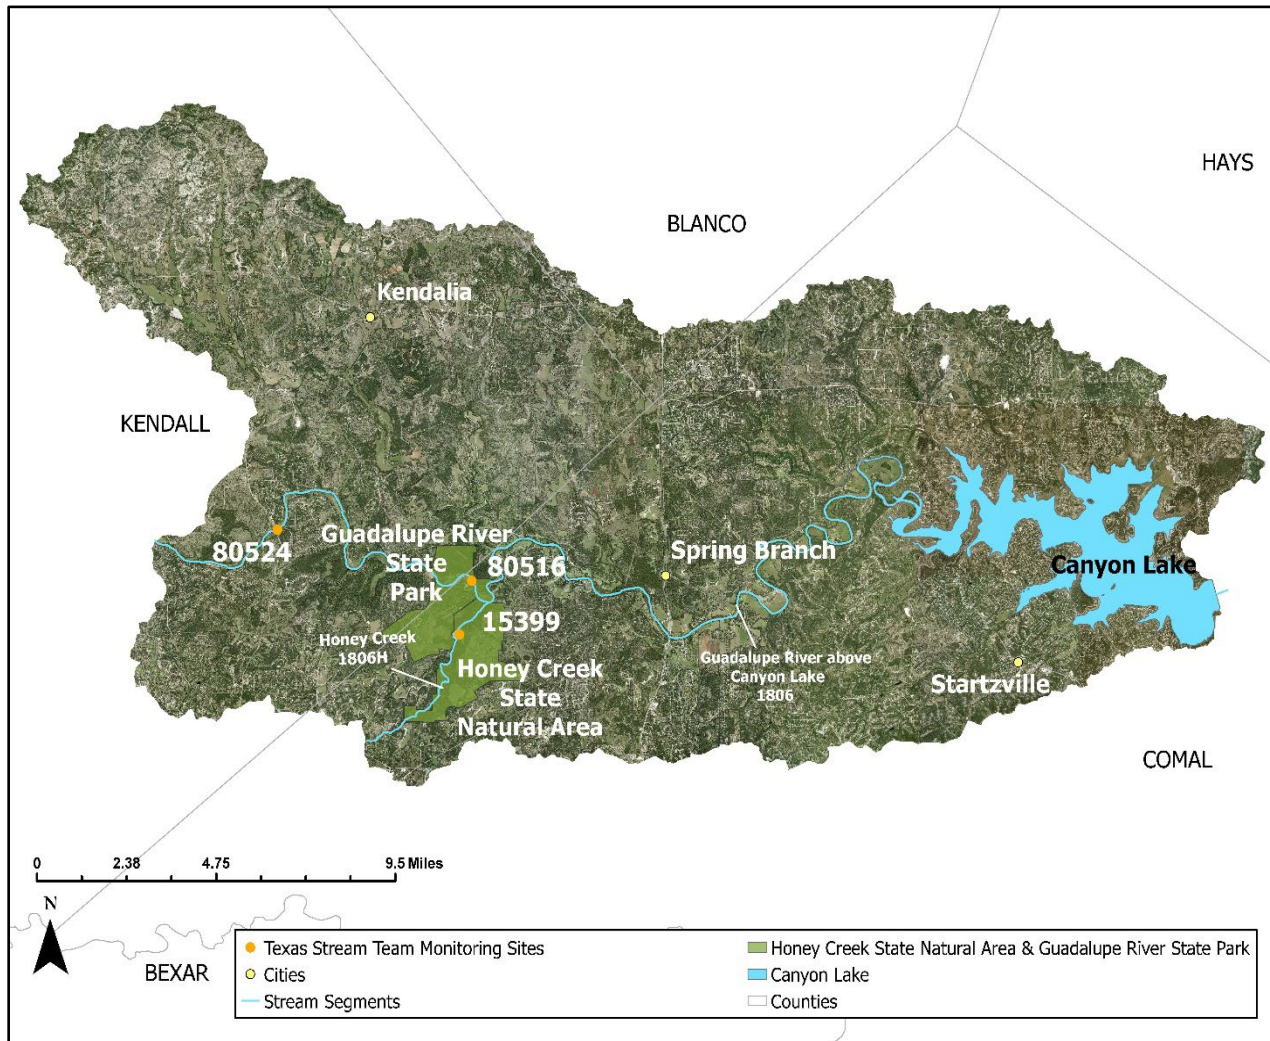 HAYS
BLANCO
Kendalia
KENDALL
Guadalupe River
State
Park
80524
80516
Spring Branch
Canyon Lake
15399
Honey Creek
1806H
Honey Creek
State
Natural Area
Guadalupe River above
Canyon Lake
1806
Startzville
COMAL
0 2.38 4.75 9.5 Miles
N
BEXAR
Texas Stream Team Monitoring Sites
Cities
Stream Segments
Honey Creek State Natural Area & Guadalupe River State Park
Canyon Lake
Counties